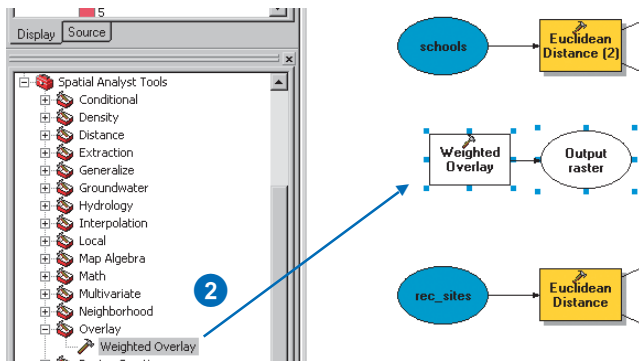 5
Display
Source
Spatial Analyst Tools
Conditional
Density
Distance
Extraction
Generalize
Groundwater
Hydrology
Interpolation
Local
Map Algebra
Math
Multivariate
Neighborhood
Overlay
Weighted Overlay
2
schools
Euclidean
Distance (2)
Weighted
Overlay
Output
raster
rec_sites
Euclidean
Distance